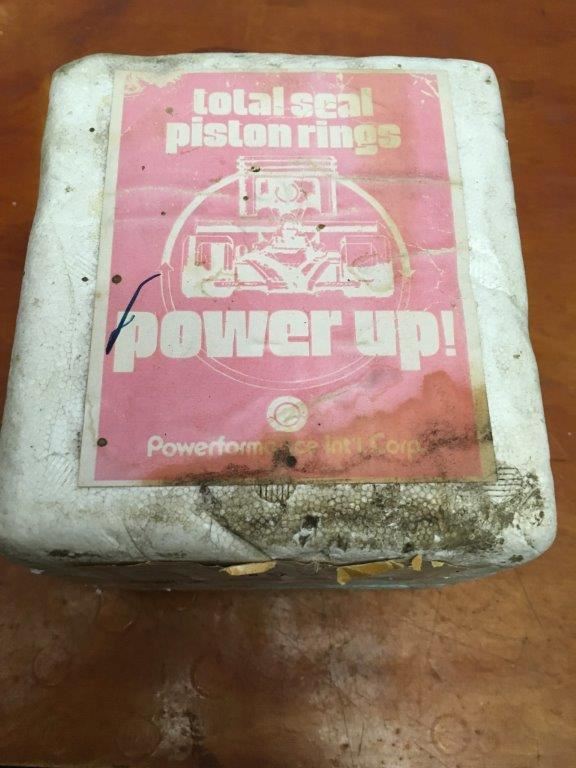 total seal
piston rings
power up!
Powerformance Int'l Corp.